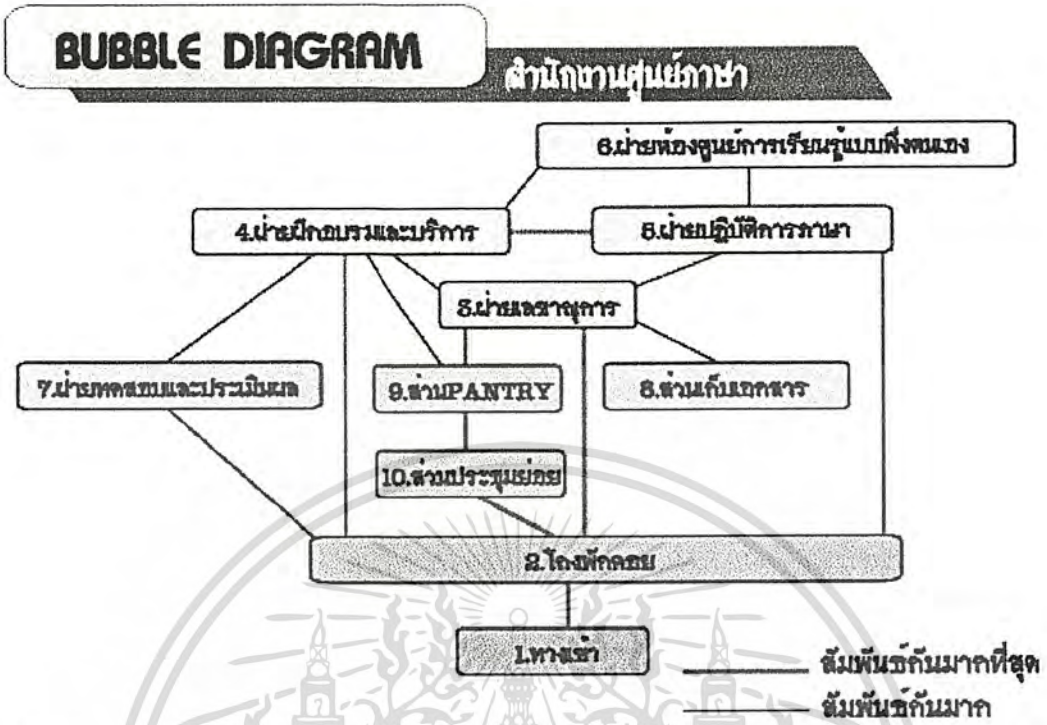 BUBBLE DIAGRAM
สำนักงานศูนย์ภาษา
6.ฝ่ายห้องศูนย์การเรียนรู้แบบพึ่งตนเอง
4.ฝ่ายฝึกอบรมและบริการ
5.ฝ่ายปฏิบัติการภาษา
3.ฝ่ายเลขานุการ
7.ฝ่ายทดสอบและประเมินผล
9.ส่วนPANTRY
8.ส่วนเก็บเอกสาร
10.ส่วนประชุมย่อย
2.โถงพักคอย
1.ทางเข้า
สัมพันธ์กันมากที่สุด
สัมพันธ์กันมาก